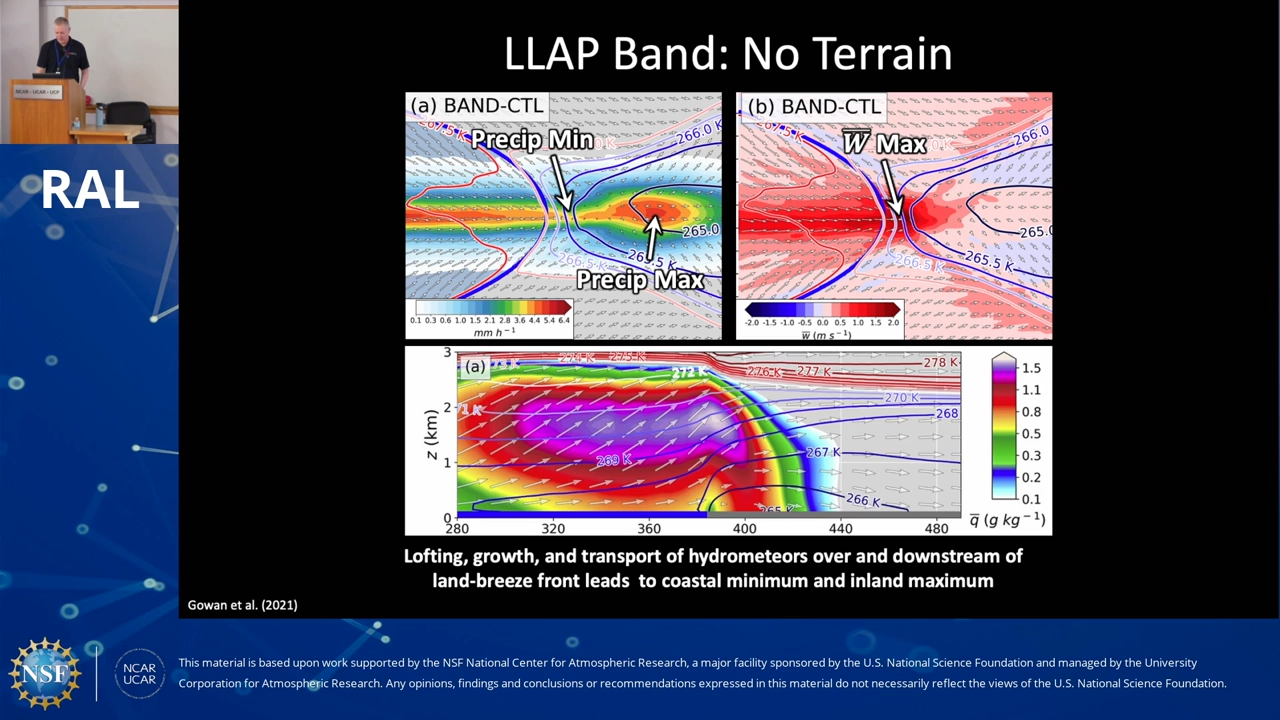 NCAR - UCAR - UCP
RAL
LLAP Band: No Terrain
(a) BAND-CTL
Precip Min
266.0 K
265.0
265.5 K
266.5 K
Precip Max
0.1 0.3 0.6 1.0 1.5 2.1 2.8 3.6 4.4 5.4 6.4
mm h⁻¹
(b) BAND-CTL
W̅ Max
266.0
265.0
265.5 K
266.5 K
-2.0 -1.5 -1.0 -0.5 0.0 0.5 1.0 1.5 2.0
w̅ (m s⁻¹)
(a)
274 K 275 K
276 K 277 K
278 K
272 K
270 K
268
269 K
267 K
266 K
z (km)
3
2
1
0
280 320 360 400 440 480
1.5
1.1
0.8
0.5
0.3
0.2
0.1
q̅ (g kg⁻¹)
Lofting, growth, and transport of hydrometeors over and downstream of
land-breeze front leads to coastal minimum and inland maximum
Gowan et al. (2021)
NSF
NCAR
UCAR
This material is based upon work supported by the NSF National Center for Atmospheric Research, a major facility sponsored by the U.S. National Science Foundation and managed by the University
Corporation for Atmospheric Research. Any opinions, findings and conclusions or recommendations expressed in this material do not necessarily reflect the views of the U.S. National Science Foundation.